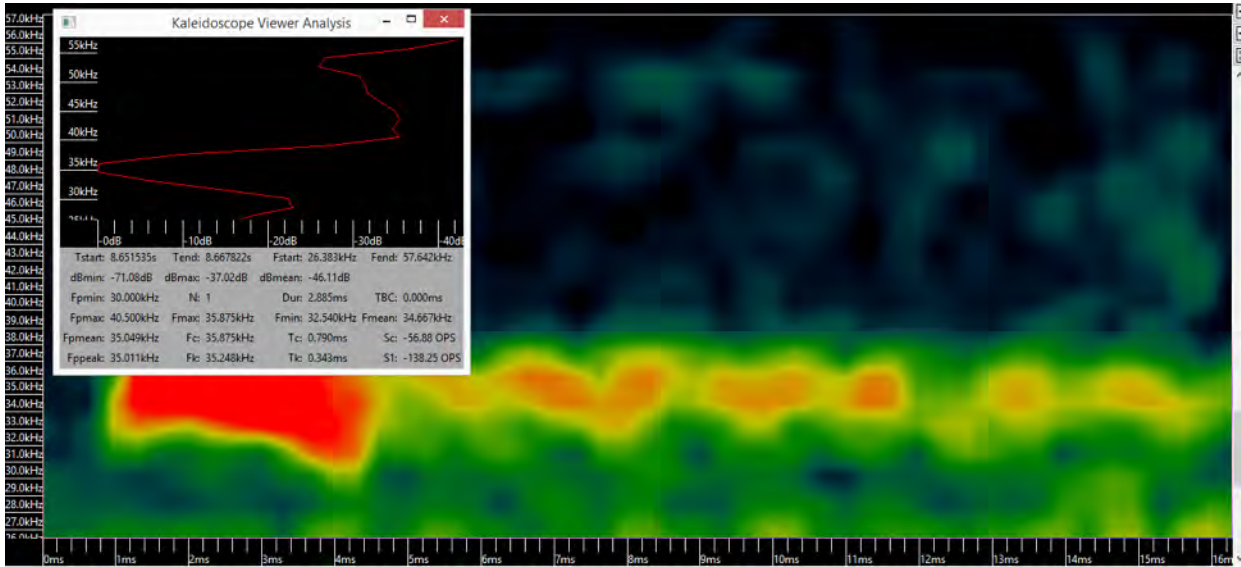 Kaleidoscope Viewer Analysis
57.0kHz
56.0kHz
55.0kHz
54.0kHz
53.0kHz
52.0kHz
51.0kHz
50.0kHz
49.0kHz
48.0kHz
47.0kHz
46.0kHz
45.0kHz
44.0kHz
43.0kHz
42.0kHz
41.0kHz
40.0kHz
39.0kHz
38.0kHz
37.0kHz
36.0kHz
35.0kHz
34.0kHz
33.0kHz
32.0kHz
31.0kHz
30.0kHz
29.0kHz
28.0kHz
27.0kHz
55kHz
50kHz
45kHz
40kHz
35kHz
30kHz
-0dB -10dB -20dB -30dB -40d
Tstart: 8.651535s Tend: 8.667822s Fstart: 26.383kHz Fend: 57.642kHz
dBmin: -71.08dB dBmax: -37.02dB dBmean: -46.11dB
Fpmin: 30.000kHz N: 1 Dur: 2.885ms TBC: 0.000ms
Fpmax: 40.500kHz Fmax: 35.875kHz Fmin: 32.540kHz Fmean: 34.667kHz
Fpmean: 35.049kHz Fc: 35.875kHz Tc: 0.790ms Sc: -56.88 OPS
Fppeak: 35.011kHz Fk: 35.248kHz Tk: 0.343ms S1: -138.25 OPS
0ms 1ms 2ms 3ms 4ms 5ms 6ms 7ms 8ms 9ms 10ms 11ms 12ms 13ms 14ms 15ms 16m